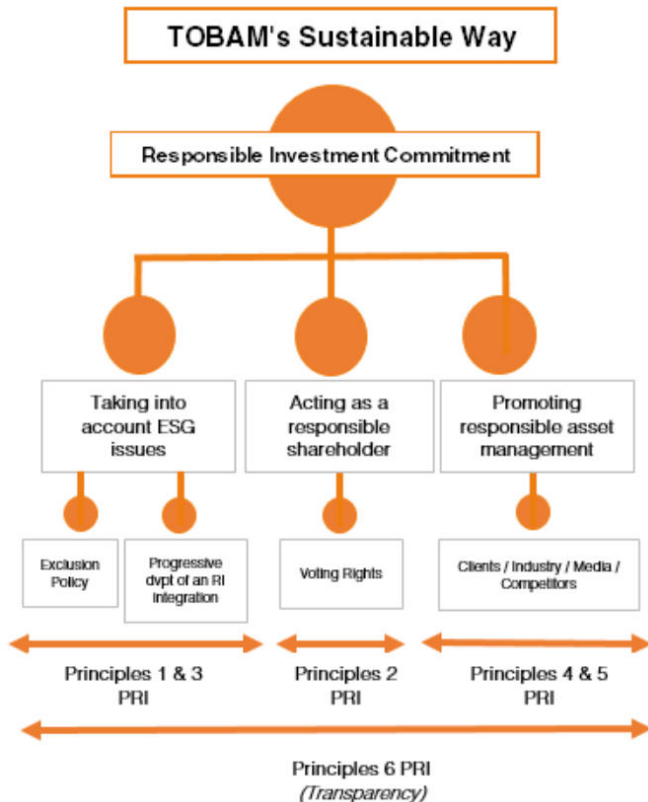 TOBAM's Sustainable Way
Responsible Investment Commitment
Taking into
account ESG
issues
Acting as a
responsible
shareholder
Promoting
responsible asset
management
Exclusion
Policy
Progressive
dvpt of an RI
Integration
Voting Rights
Clients / Industry / Media /
Competitors
Principles 1 & 3
PRI
Principles 2
PRI
Principles 4 & 5
PRI
Principles 6 PRI
(Transparency)